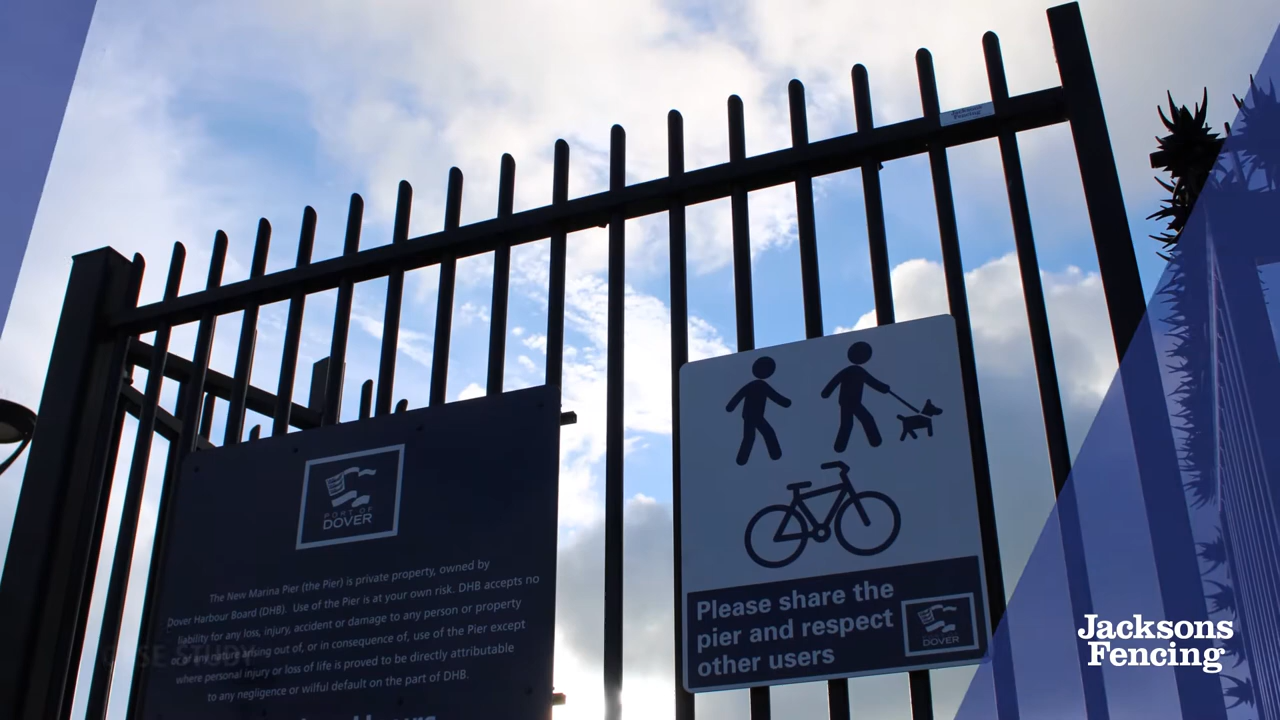 Jacksons
Fencing
PORT OF
DOVER
The New Marina Pier (the Pier) is private property, owned by
Dover Harbour Board (DHB). Use of the Pier is at your own risk. DHB accepts no
liability for any loss, injury, accident or damage to any person or property
or of any nature arising out of, or in consequence of, use of the Pier except
where personal injury or loss of life is proved to be directly attributable
to any negligence or wilful default on the part of DHB.
CASE STUDY
Please share the
pier and respect
other users
PORT OF
DOVER
Jacksons
Fencing